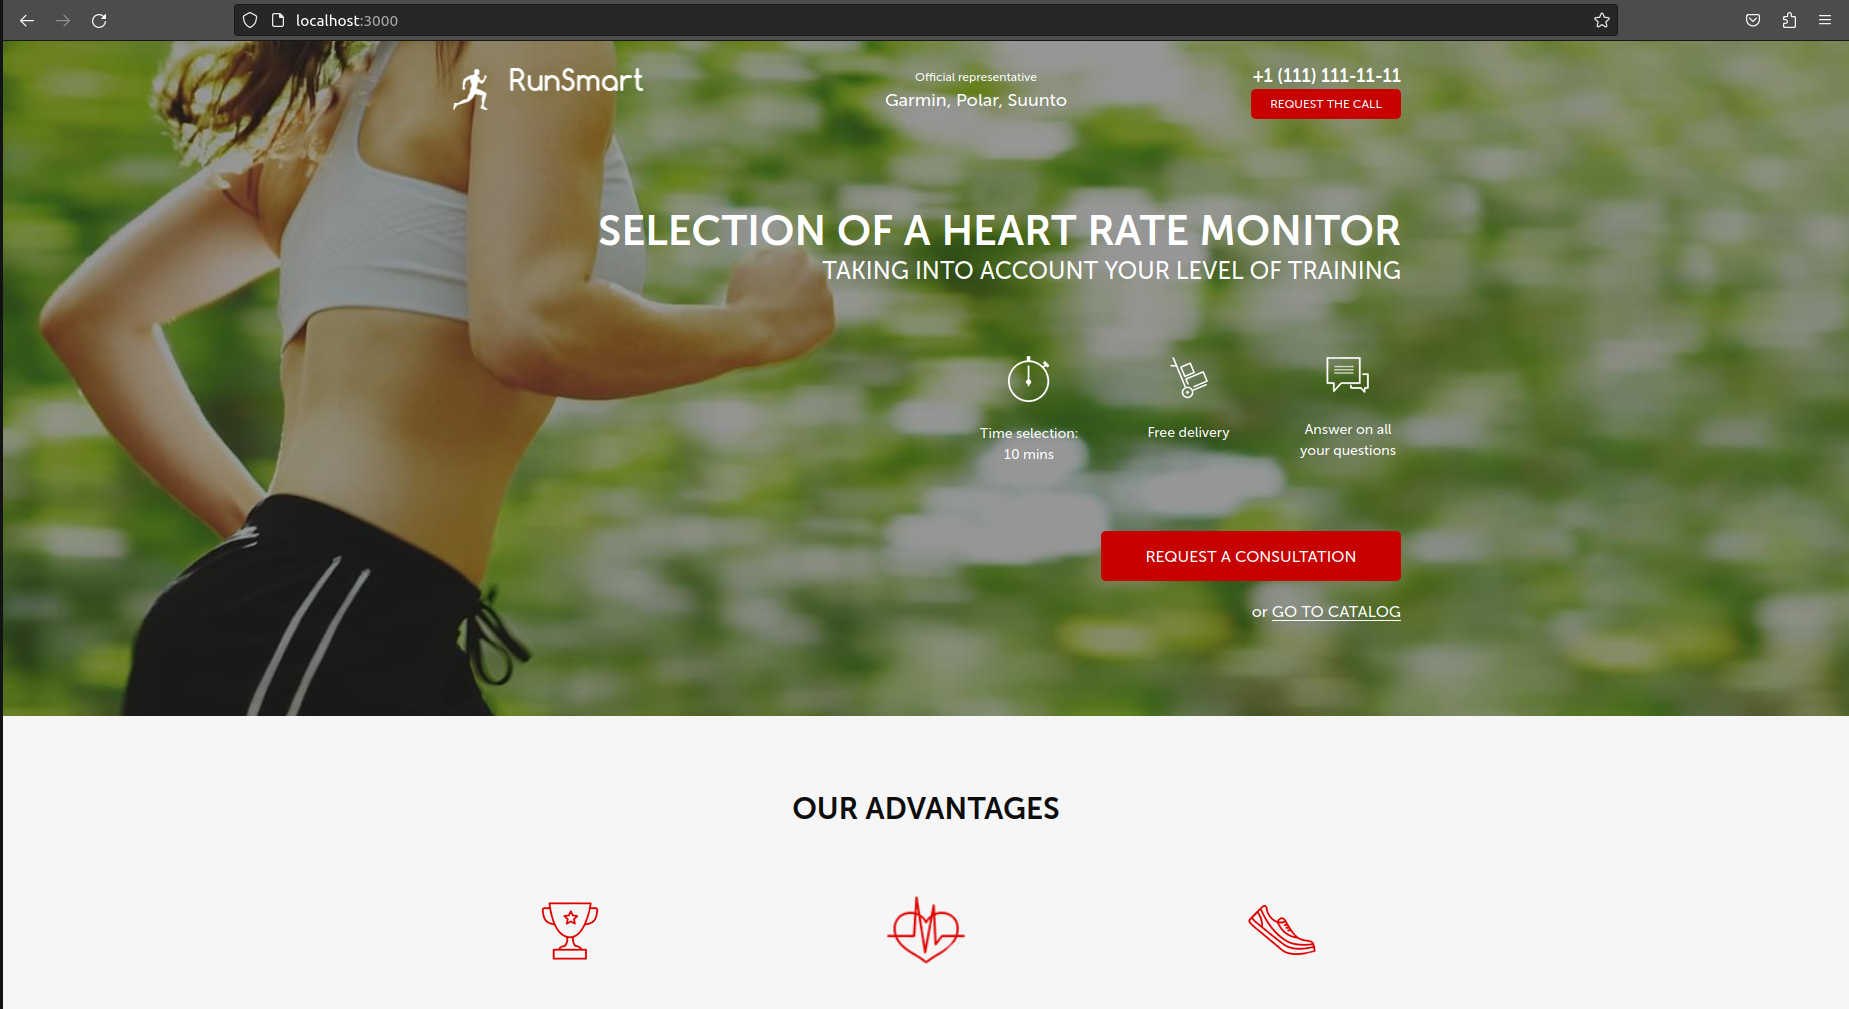 localhost:3000
RunSmart
Official representative
Garmin, Polar, Suunto
+1 (111) 111-11-11
REQUEST THE CALL
SELECTION OF A HEART RATE MONITOR
TAKING INTO ACCOUNT YOUR LEVEL OF TRAINING
Time selection:
10 mins
Free delivery
Answer on all
your questions
REQUEST A CONSULTATION
or GO TO CATALOG
OUR ADVANTAGES